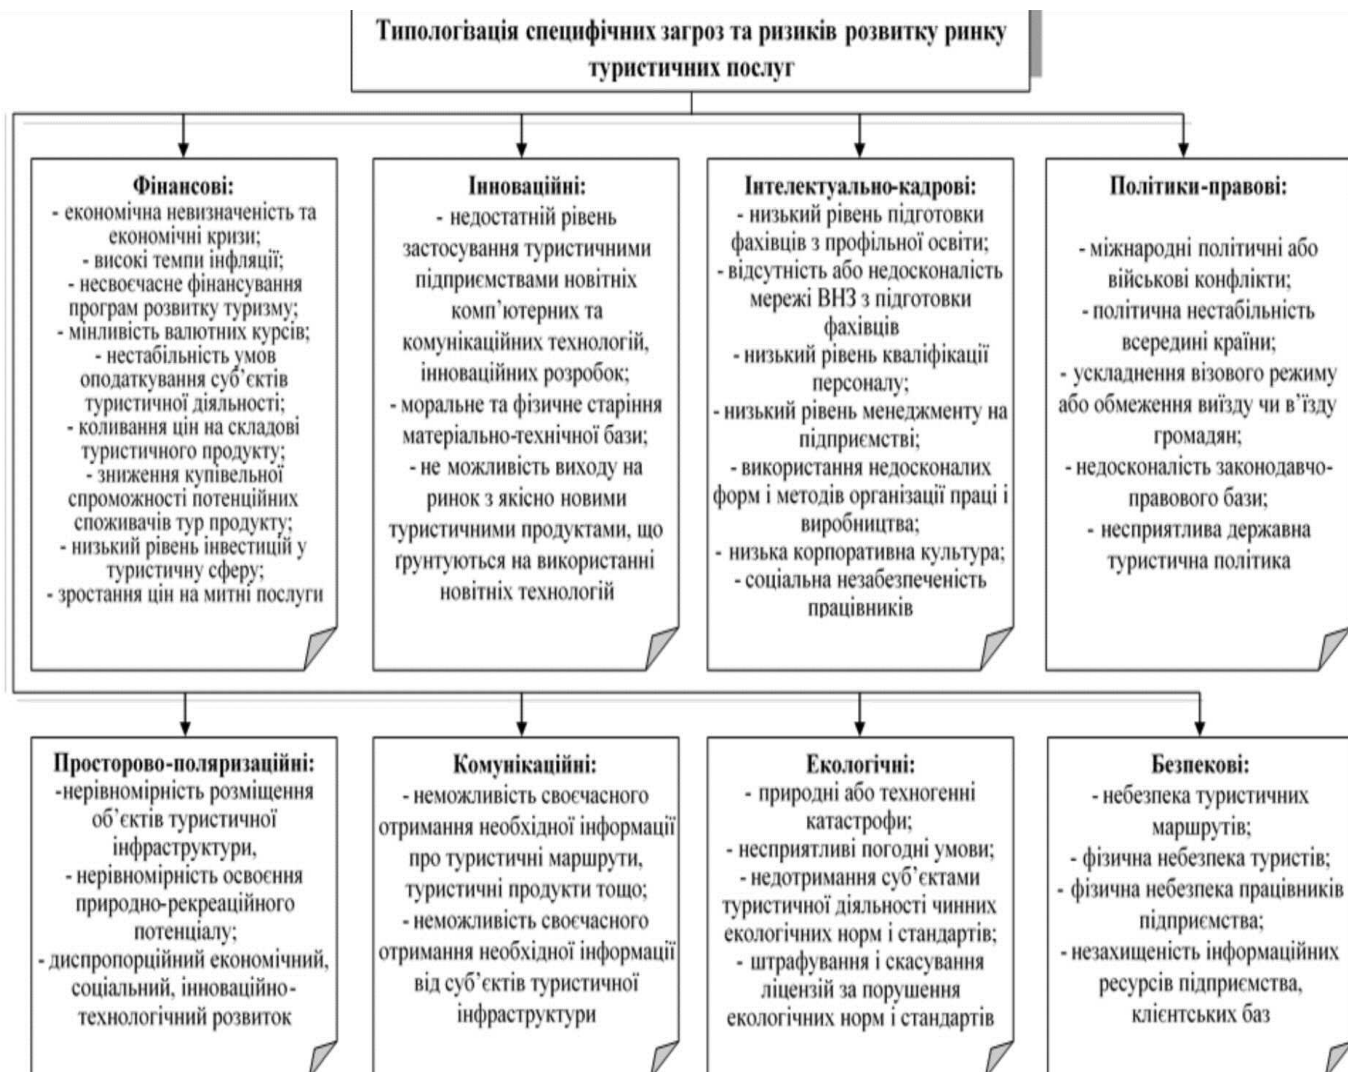 Типологізація специфічних загроз та ризиків розвитку ринку
туристичних послуг
Фінансові:
- економічна невизначеність та
економічні кризи;
- високі темпи інфляції;
- несвоєчасне фінансування
програм розвитку туризму;
- мінливість валютних курсів;
- нестабільність умов
оподаткування суб’єктів
туристичної діяльності;
- коливання цін на складові
туристичного продукту;
- зниження купівельної
спроможності потенційних
споживачів тур продукту;
- низький рівень інвестицій у
туристичну сферу;
- зростання цін на митні послуги
Інноваційні:
- недостатній рівень
застосування туристичними
підприємствами новітніх
комп’ютерних та
комунікаційних технологій,
інноваційних розробок;
- моральне та фізичне старіння
матеріально-технічної бази;
- не можливість виходу на
ринок з якісно новими
туристичними продуктами, що
ґрунтуються на використанні
новітніх технологій
Інтелектуально-кадрові:
- низький рівень підготовки
фахівців з профільної освіти;
- відсутність або недосконалість
мережі ВНЗ з підготовки
фахівців
- низький рівень кваліфікації
персоналу;
- низький рівень менеджменту на
підприємстві;
- використання недосконалих
форм і методів організації праці і
виробництва;
- низька корпоративна культура;
- соціальна незабезпеченість
працівників
Політики-правові:
- міжнародні політичні або
військові конфлікти;
- політична нестабільність
всередині країни;
- ускладнення візового режиму
або обмеження виїзду чи в’їзду
громадян;
- недосконалість законодавчо-
правового бази;
- несприятлива державна
туристична політика
Просторово-поляризаційні:
-нерівномірність розміщення
об’єктів туристичної
інфраструктури,
- нерівномірність освоєння
природно-рекреаційного
потенціалу;
- диспропорційний економічний,
соціальний, інноваційно-
технологічний розвиток
Комунікаційні:
- неможливість своєчасного
отримання необхідної інформації
про туристичні маршрути,
туристичні продукти тощо;
- неможливість своєчасного
отримання необхідної інформації
від суб’єктів туристичної
інфраструктури
Екологічні:
- природні або техногенні
катастрофи;
- несприятливі погодні умови;
- недотримання суб’єктами
туристичної діяльності чинних
екологічних норм і стандартів;
- штрафування і скасування
ліцензій за порушення
екологічних норм і стандартів
Безпекові:
- небезпека туристичних
маршрутів;
- фізична небезпека туристів;
- фізична небезпека працівників
підприємства;
- незахищеність інформаційних
ресурсів підприємства,
клієнтських баз